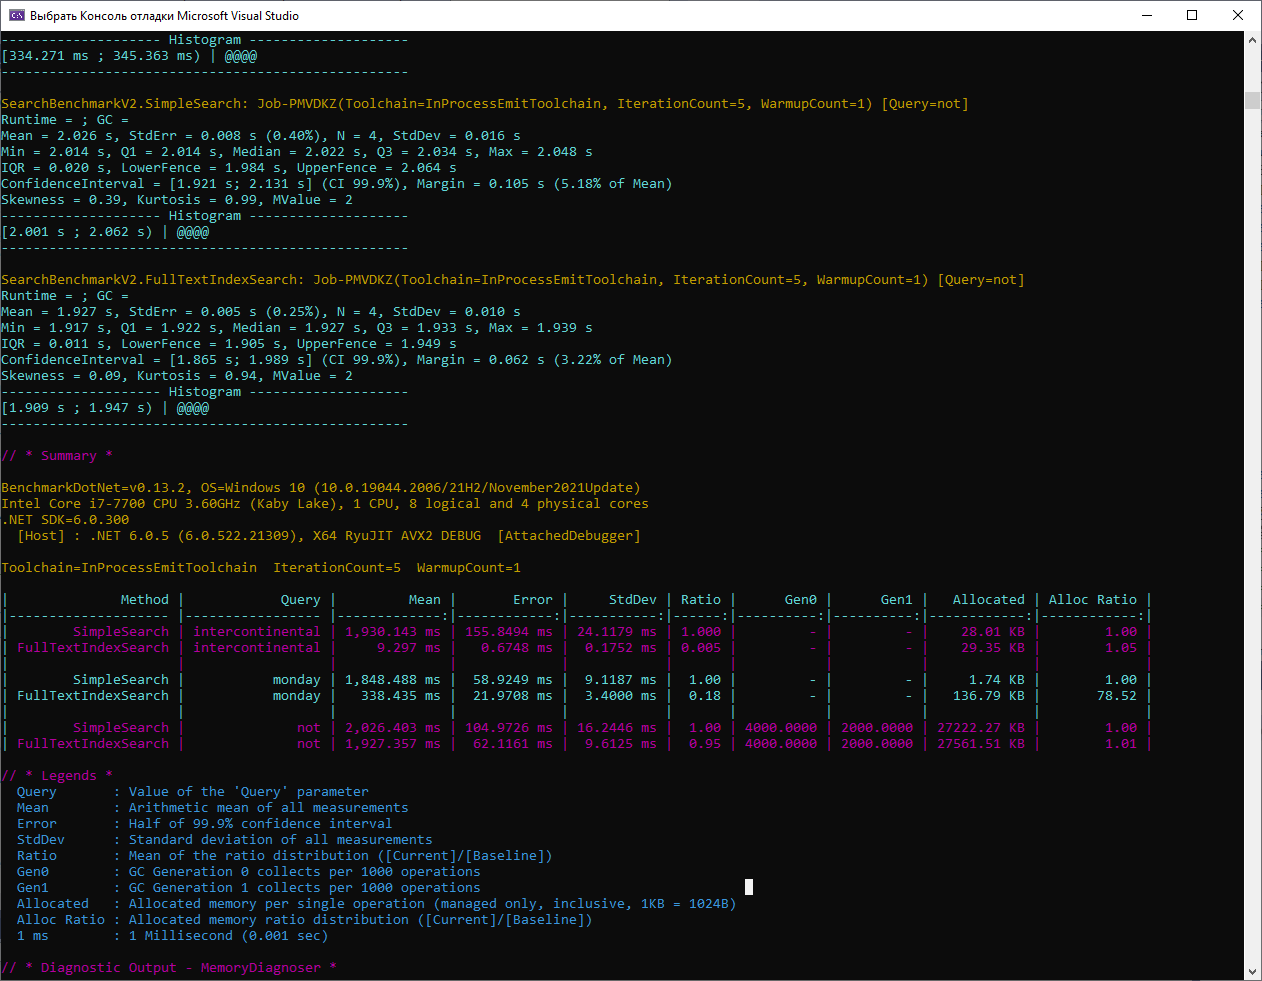 Выбрать Консоль отладки Microsoft Visual Studio
-------------------- Histogram --------------------
[334.271 ms ; 345.363 ms) | @@@@
---------------------------------------------------
SearchBenchmarkV2.SimpleSearch: Job-PMVDKZ(Toolchain=InProcessEmitToolchain, IterationCount=5, WarmupCount=1) [Query=not]
Runtime = ; GC =
Mean = 2.026 s, StdErr = 0.008 s (0.40%), N = 4, StdDev = 0.016 s
Min = 2.014 s, Q1 = 2.014 s, Median = 2.022 s, Q3 = 2.034 s, Max = 2.048 s
IQR = 0.020 s, LowerFence = 1.984 s, UpperFence = 2.064 s
ConfidenceInterval = [1.921 s; 2.131 s] (CI 99.9%), Margin = 0.105 s (5.18% of Mean)
Skewness = 0.39, Kurtosis = 0.99, MValue = 2
-------------------- Histogram --------------------
[2.001 s ; 2.062 s) | @@@@
---------------------------------------------------
SearchBenchmarkV2.FullTextIndexSearch: Job-PMVDKZ(Toolchain=InProcessEmitToolchain, IterationCount=5, WarmupCount=1) [Query=not]
Runtime = ; GC =
Mean = 1.927 s, StdErr = 0.005 s (0.25%), N = 4, StdDev = 0.010 s
Min = 1.917 s, Q1 = 1.922 s, Median = 1.927 s, Q3 = 1.933 s, Max = 1.939 s
IQR = 0.011 s, LowerFence = 1.905 s, UpperFence = 1.949 s
ConfidenceInterval = [1.865 s; 1.989 s] (CI 99.9%), Margin = 0.062 s (3.22% of Mean)
Skewness = 0.09, Kurtosis = 0.94, MValue = 2
-------------------- Histogram --------------------
[1.909 s ; 1.947 s) | @@@@
---------------------------------------------------
// * Summary *
BenchmarkDotNet=v0.13.2, OS=Windows 10 (10.0.19044.2006/21H2/November2021Update)
Intel Core i7-7700 CPU 3.60GHz (Kaby Lake), 1 CPU, 8 logical and 4 physical cores
.NET SDK=6.0.300
[Host] : .NET 6.0.5 (6.0.522.21309), X64 RyuJIT AVX2 DEBUG [AttachedDebugger]
Toolchain=InProcessEmitToolchain IterationCount=5 WarmupCount=1
| Method | Query | Mean | Error | StdDev | Ratio | Gen0 | Gen1 | Allocated | Alloc Ratio |
|--------------------|---------------|------------:|-----------:|----------:|-----:|---------:|---------:|-----------:|-----------:|
| SimpleSearch | intercontinental | 1,930.143 ms | 155.8494 ms | 24.1179 ms | 1.000 | - | - | 28.01 KB | 1.00 |
| FullTextIndexSearch | intercontinental | 9.297 ms | 0.6748 ms | 0.1752 ms | 0.005 | - | - | 29.35 KB | 1.05 |
| | | | | | | | | | |
| SimpleSearch | monday | 1,848.488 ms | 58.9249 ms | 9.1187 ms | 1.00 | - | - | 1.74 KB | 1.00 |
| FullTextIndexSearch | monday | 338.435 ms | 21.9708 ms | 3.4000 ms | 0.18 | - | - | 136.79 KB | 78.52 |
| | | | | | | | | | |
| SimpleSearch | not | 2,026.403 ms | 104.9726 ms | 16.2446 ms | 1.00 | 4000.0000 | 2000.0000 | 27222.27 KB | 1.00 |
| FullTextIndexSearch | not | 1,927.357 ms | 62.1161 ms | 9.6125 ms | 0.95 | 4000.0000 | 2000.0000 | 27561.51 KB | 1.01 |
// * Legends *
Query : Value of the 'Query' parameter
Mean : Arithmetic mean of all measurements
Error : Half of 99.9% confidence interval
StdDev : Standard deviation of all measurements
Ratio : Mean of the ratio distribution ([Current]/[Baseline])
Gen0 : GC Generation 0 collects per 1000 operations
Gen1 : GC Generation 1 collects per 1000 operations
Allocated : Allocated memory per single operation (managed only, inclusive, 1KB = 1024B)
Alloc Ratio : Allocated memory ratio distribution ([Current]/[Baseline])
1 ms : 1 Millisecond (0.001 sec)
// * Diagnostic Output - MemoryDiagnoser *